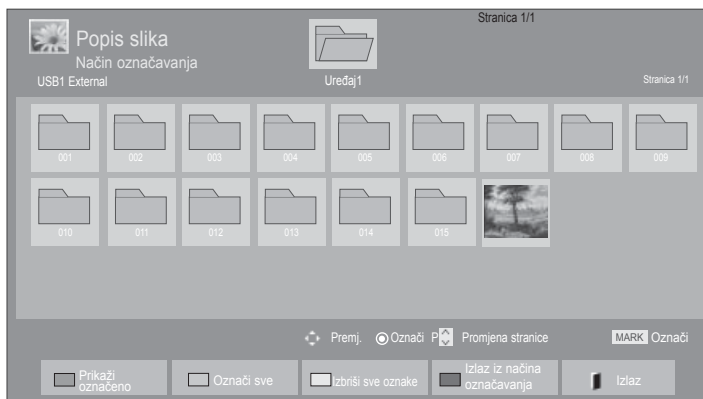 Stranica 1/1
Popis slika
Način označavanja
USB1 External
Uređaj1
Stranica 1/1
001 002 003 004 005 006 007 008 009
010 011 012 013 014 015
Premj. Označi P Promjena stranice MARK Označi
Prikaži označeno
Označi sve
Izbriši sve oznake
Izlaz iz načina označavanja
Izlaz